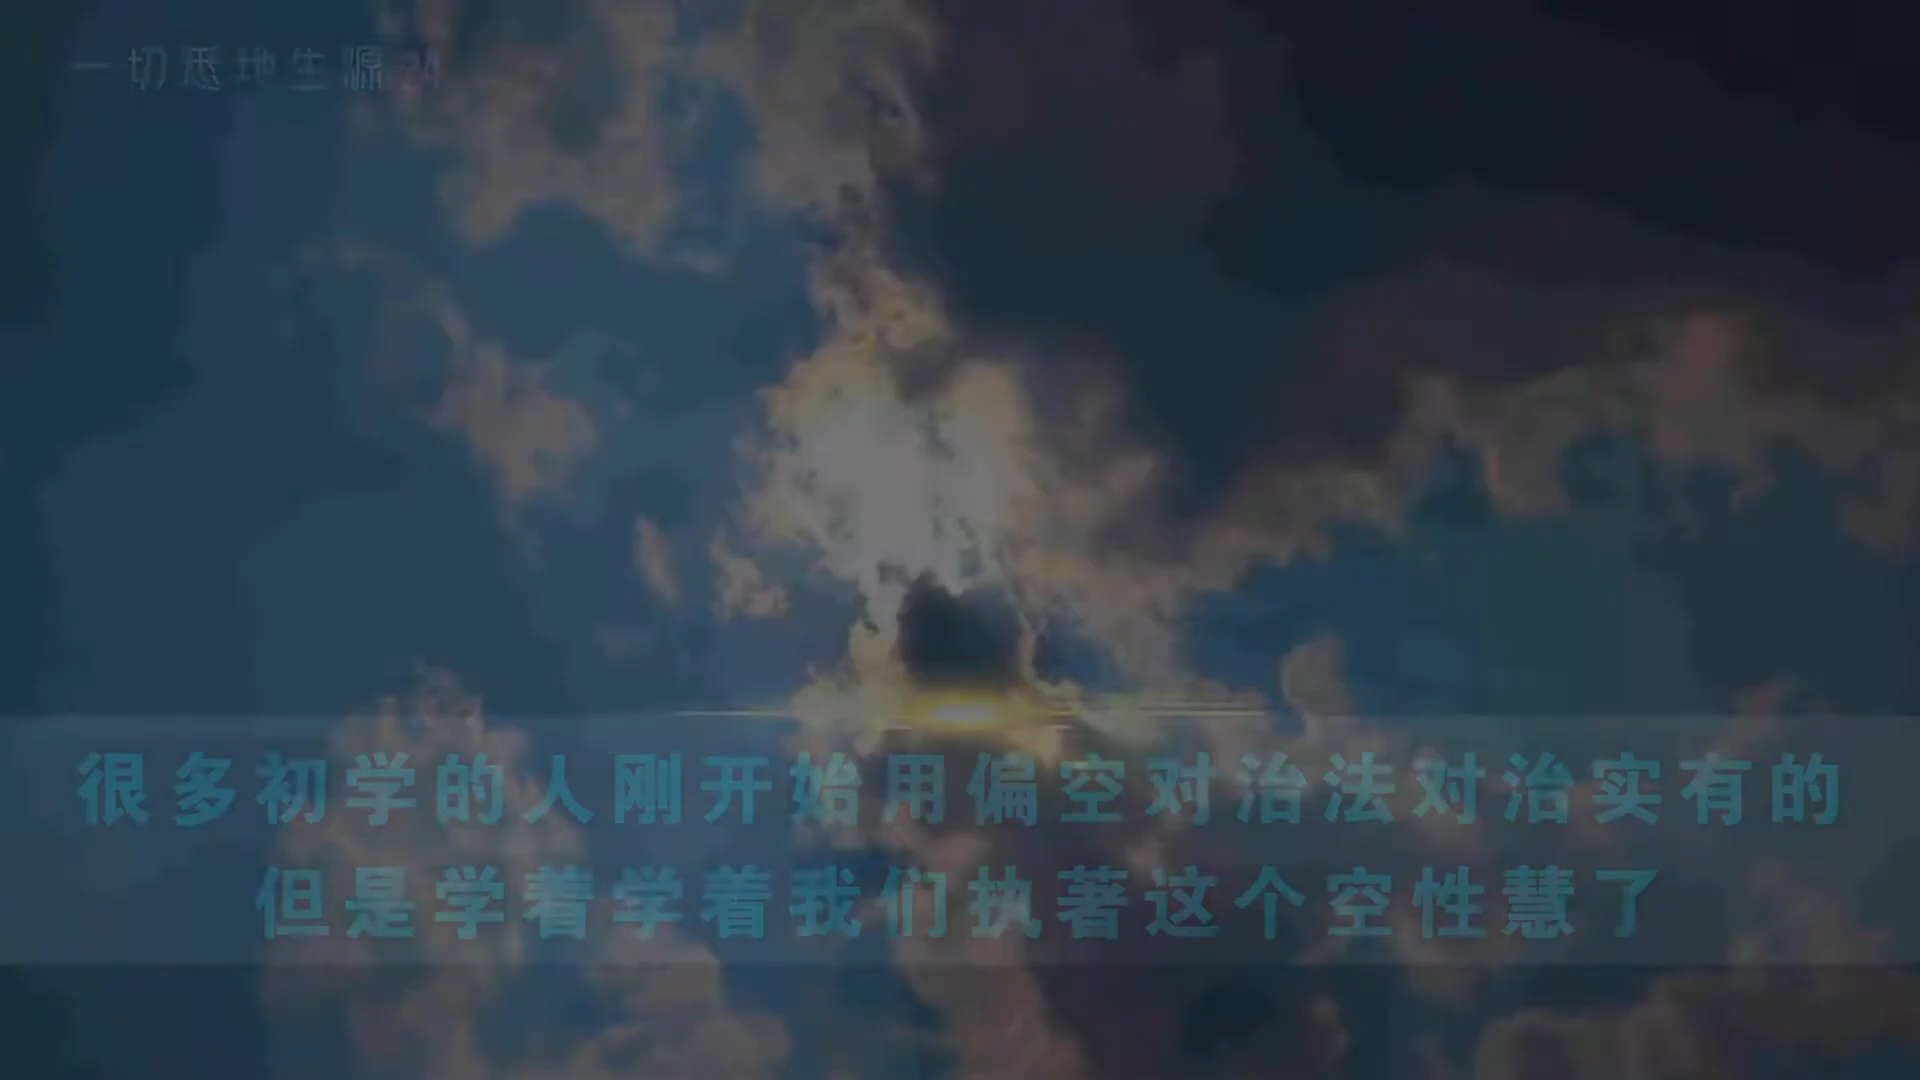 一切悉地生源 24
很多初学的人刚开始用偏空对治法对治实有的
但是学着学着我们执著这个空性慧了